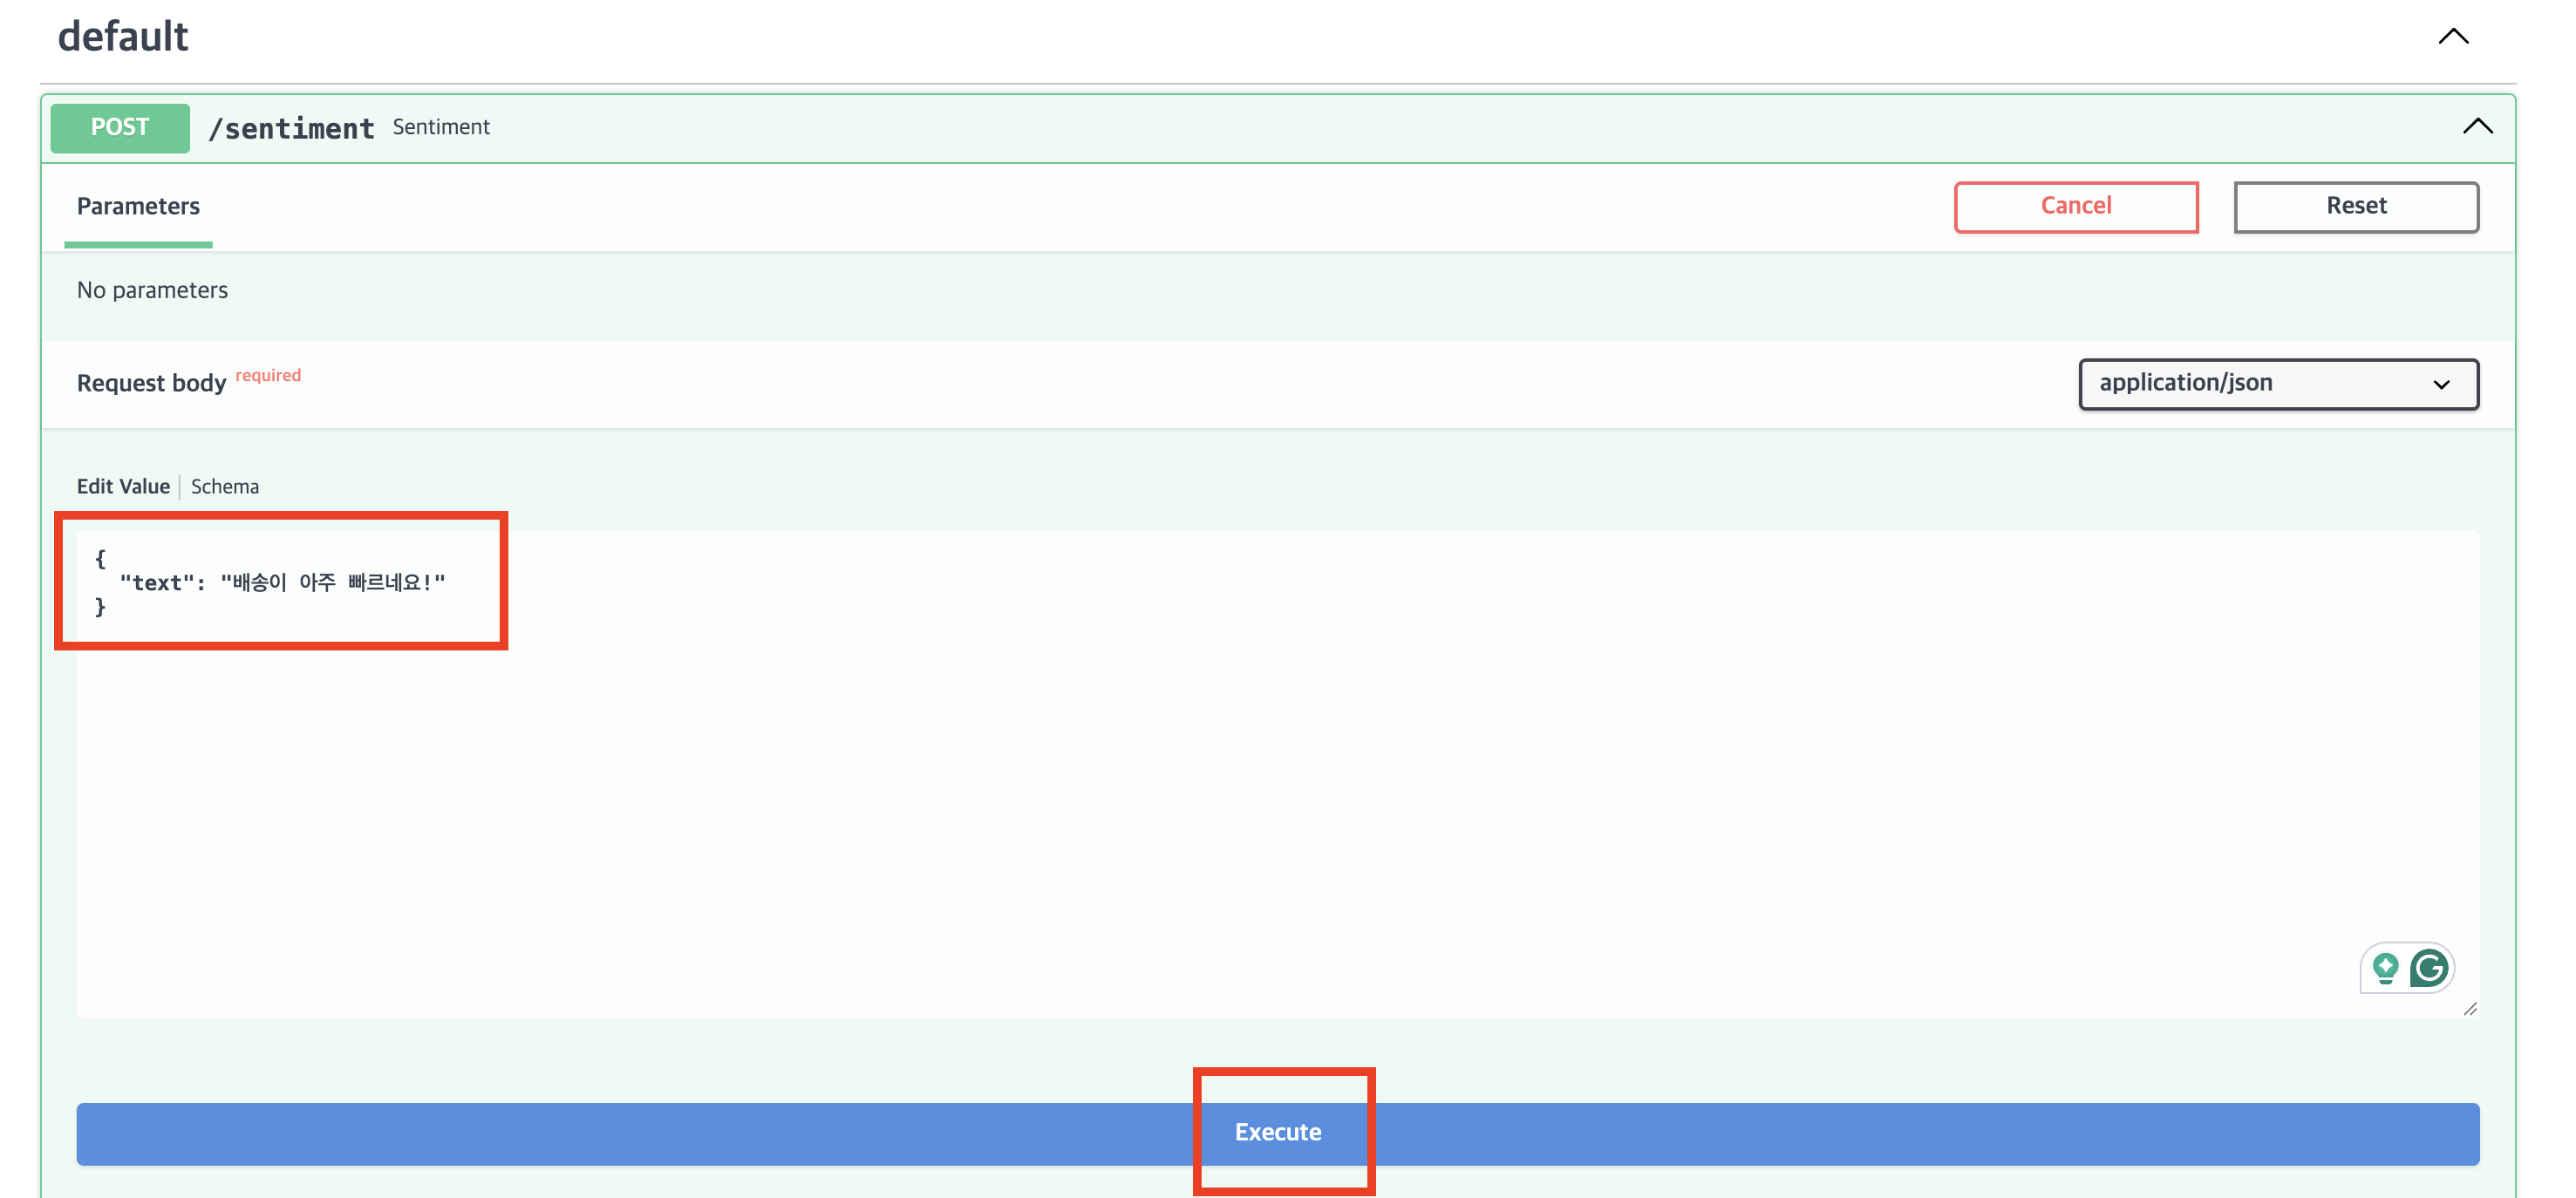 default
POST /sentiment Sentiment
Parameters Cancel Reset
No parameters
Request body required application/json
Edit Value Schema
{
"text": "배송이 아주 빠르네요!"
}
Execute